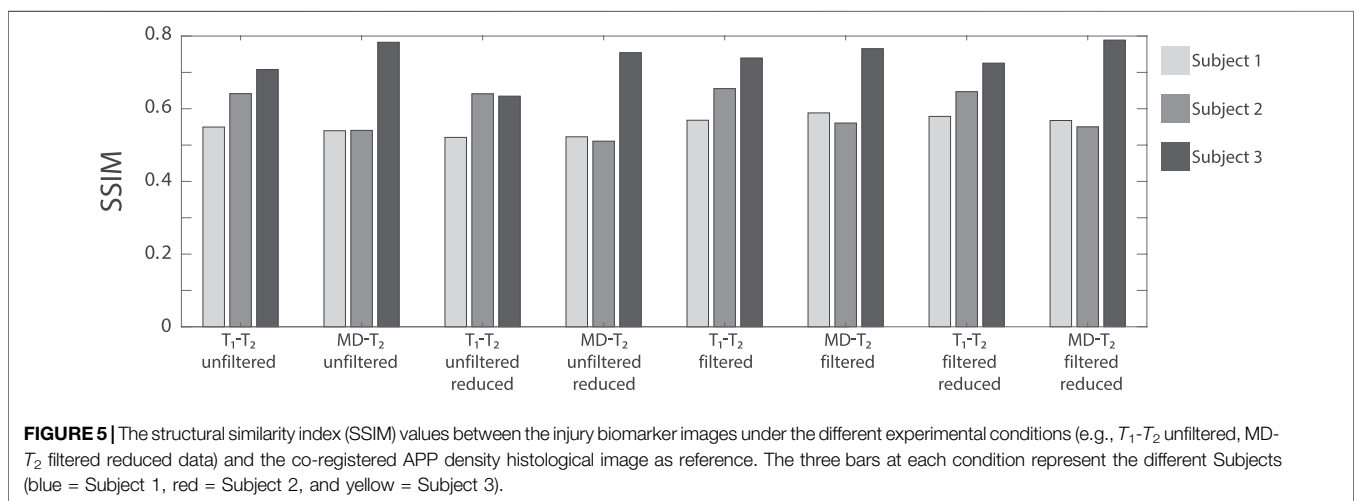 0.8
0.6
0.4
0.2
0
SSIM
T₁-T₂
unfiltered
MD-T₂
unfiltered
T₁-T₂
unfiltered
reduced
MD-T₂
unfiltered
reduced
T₁-T₂
filtered
MD-T₂
filtered
T₁-T₂
filtered
reduced
MD-T₂
filtered
reduced
Subject 1
Subject 2
Subject 3
FIGURE 5 | The structural similarity index (SSIM) values between the injury biomarker images under the different experimental conditions (e.g., T₁-T₂ unfiltered, MD-
T₂ filtered reduced data) and the co-registered APP density histological image as reference. The three bars at each condition represent the different Subjects
(blue = Subject 1, red = Subject 2, and yellow = Subject 3).